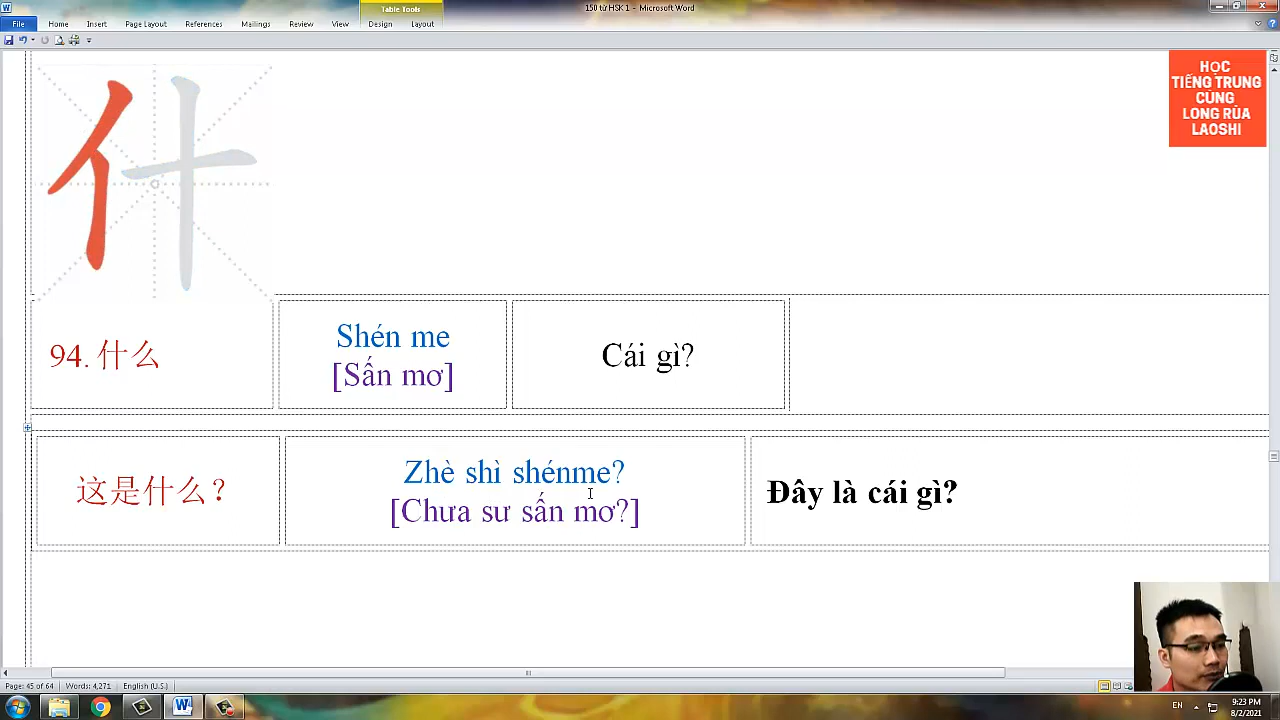 Table Tools
150 từ HSK 1 - Microsoft Word
File Home Insert Page Layout References Mailings Review View Design Layout
什
HỌC
TIẾNG TRUNG
CÙNG
LONG RÙA
LAOSHI
94. 什么
Shén me
[Sấn mơ]
Cái gì?
这是什么？
Zhè shì shénme?
[Chưa sư sấn mơ?]
Đây là cái gì?
Page: 45 of 64 Words: 4,271 English (U.S.)
EN
9:23 PM
8/2/2021